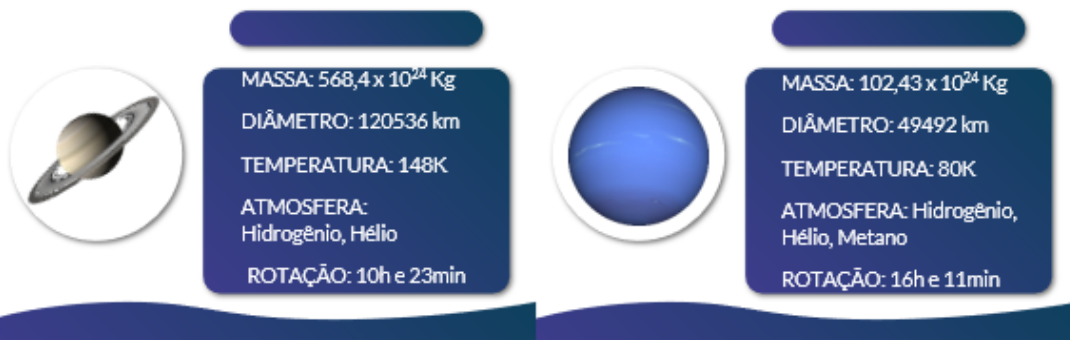 MASSA: 568,4 x 10²⁴ Kg
DIÂMETRO: 120536 km
TEMPERATURA: 148K
ATMOSFERA:
Hidrogênio, Hélio
ROTAÇÃO: 10h e 23min
MASSA: 102,43 x 10²⁴ Kg
DIÂMETRO: 49492 km
TEMPERATURA: 80K
ATMOSFERA: Hidrogênio,
Hélio, Metano
ROTAÇÃO: 16h e 11min